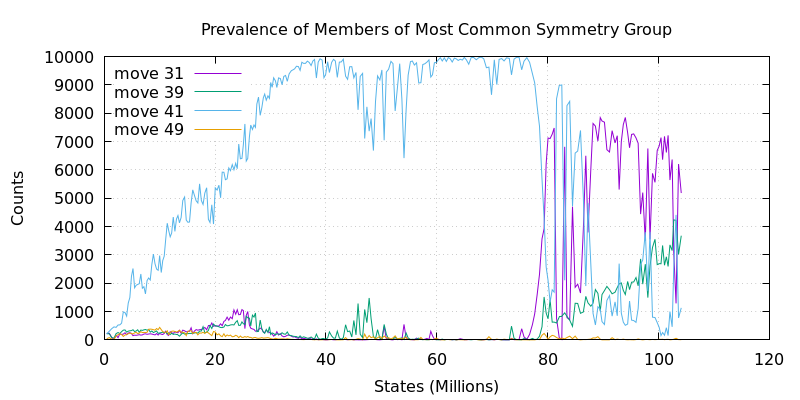 Prevalence of Members of Most Common Symmetry Group
10000
9000
8000
7000
6000
5000
4000
3000
2000
1000
0
Counts
move 31
move 39
move 41
move 49
0 20 40 60 80 100 120
States (Millions)